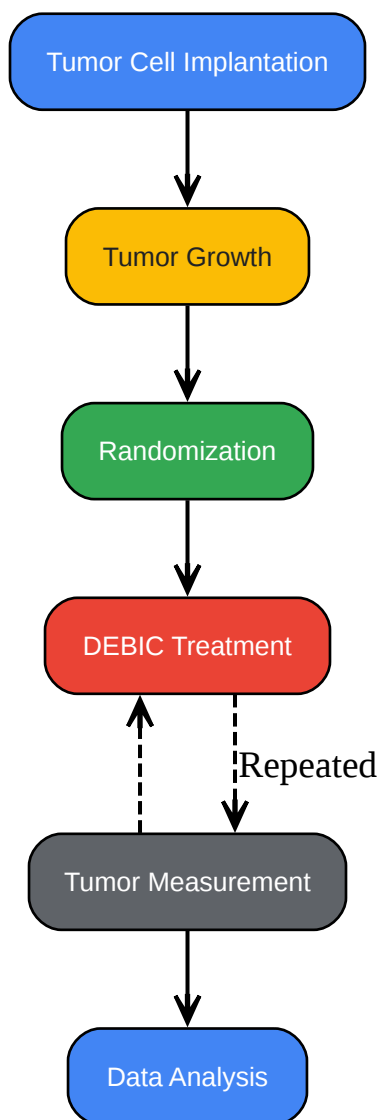 Tumor Cell Implantation
Tumor Growth
Randomization
DEBIC Treatment
Repeated
Tumor Measurement
Data Analysis